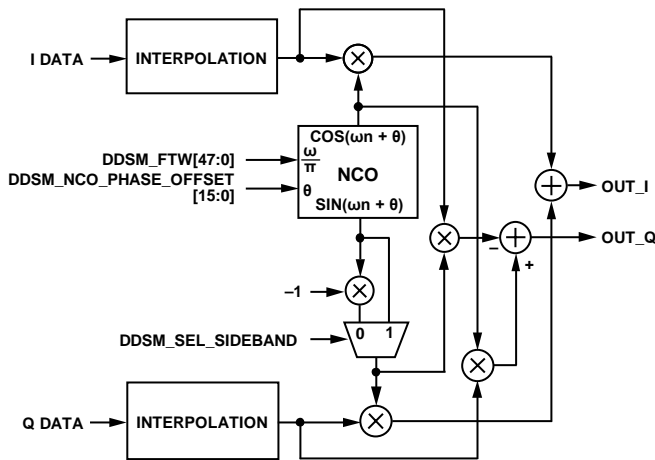 I DATA
INTERPOLATION
COS(ωn + θ)
DDSM_FTW[47:0]
ω
π
NCO
DDSM_NCO_PHASE_OFFSET
[15:0]
θ
SIN(ωn + θ)
OUT_I
OUT_Q
–
+
–1
0 1
DDSM_SEL_SIDEBAND
Q DATA
INTERPOLATION